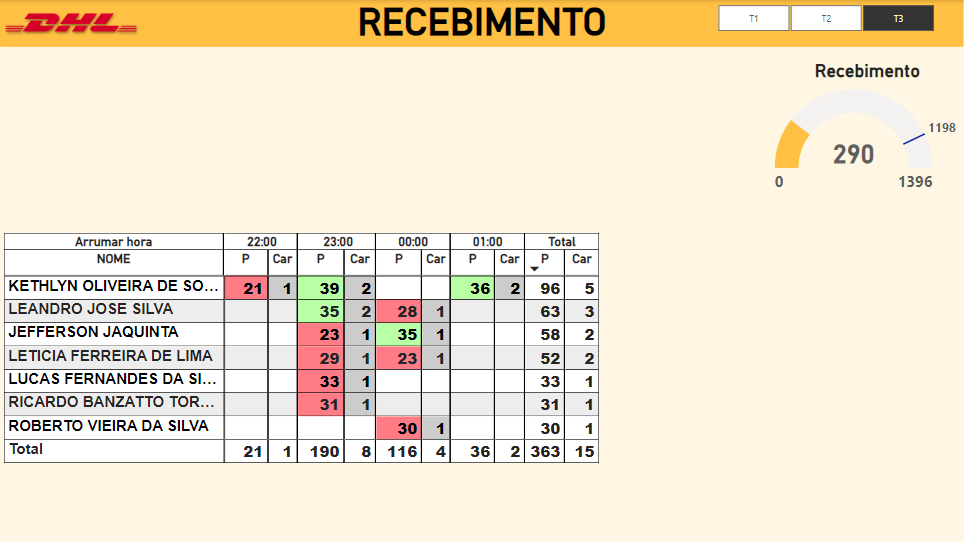 DHL RECEBIMENTO T1 T2 T3
Recebimento
1198
290
0 1396
Arrumar hora 22:00 23:00 00:00 01:00 Total
NOME P Car P Car P Car P Car P Car
KETHLYN OLIVEIRA DE SO... 21 1 39 2 36 2 96 5
LEANDRO JOSE SILVA 35 2 28 1 63 3
JEFFERSON JAQUINTA 23 1 35 1 58 2
LETICIA FERREIRA DE LIMA 29 1 23 1 52 2
LUCAS FERNANDES DA SI... 33 1 33 1
RICARDO BANZATTO TOR... 31 1 31 1
ROBERTO VIEIRA DA SILVA 30 1 30 1
Total 21 1 190 8 116 4 36 2 363 15